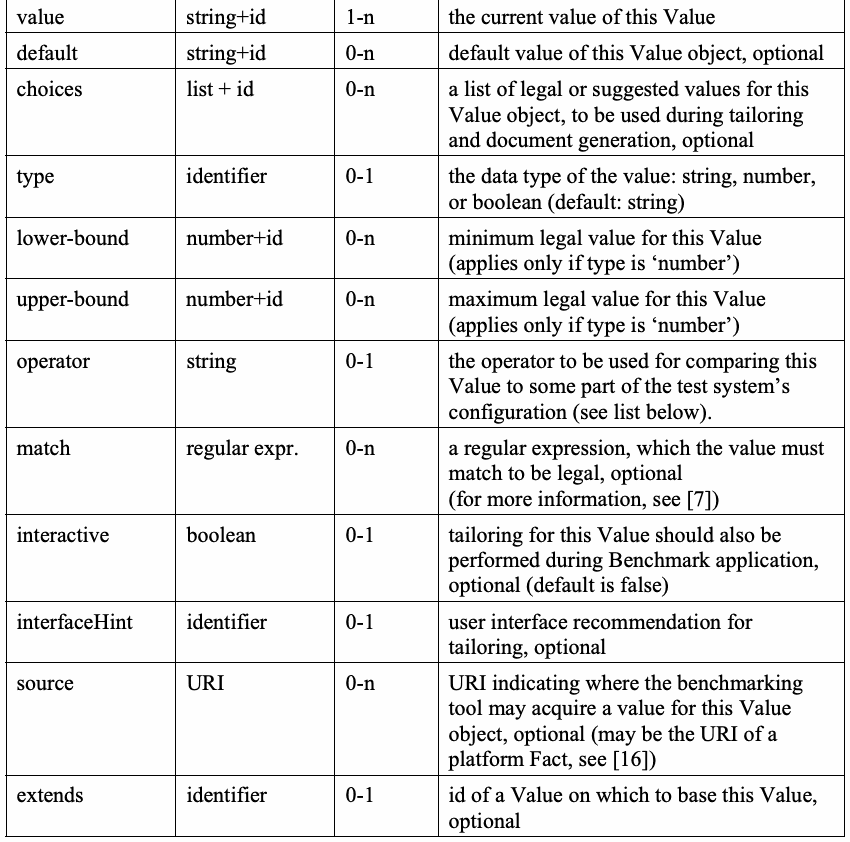 value string+id 1-n the current value of this Value
default string+id 0-n default value of this Value object, optional
choices list + id 0-n a list of legal or suggested values for this
Value object, to be used during tailoring
and document generation, optional
type identifier 0-1 the data type of the value: string, number,
or boolean (default: string)
lower-bound number+id 0-n minimum legal value for this Value
(applies only if type is ‘number’)
upper-bound number+id 0-n maximum legal value for this Value
(applies only if type is ‘number’)
operator string 0-1 the operator to be used for comparing this
Value to some part of the test system’s
configuration (see list below).
match regular expr. 0-n a regular expression, which the value must
match to be legal, optional
(for more information, see [7])
interactive boolean 0-1 tailoring for this Value should also be
performed during Benchmark application,
optional (default is false)
interfaceHint identifier 0-1 user interface recommendation for
tailoring, optional
source URI 0-n URI indicating where the benchmarking
tool may acquire a value for this Value
object, optional (may be the URI of a
platform Fact, see [16])
extends identifier 0-1 id of a Value on which to base this Value,
optional